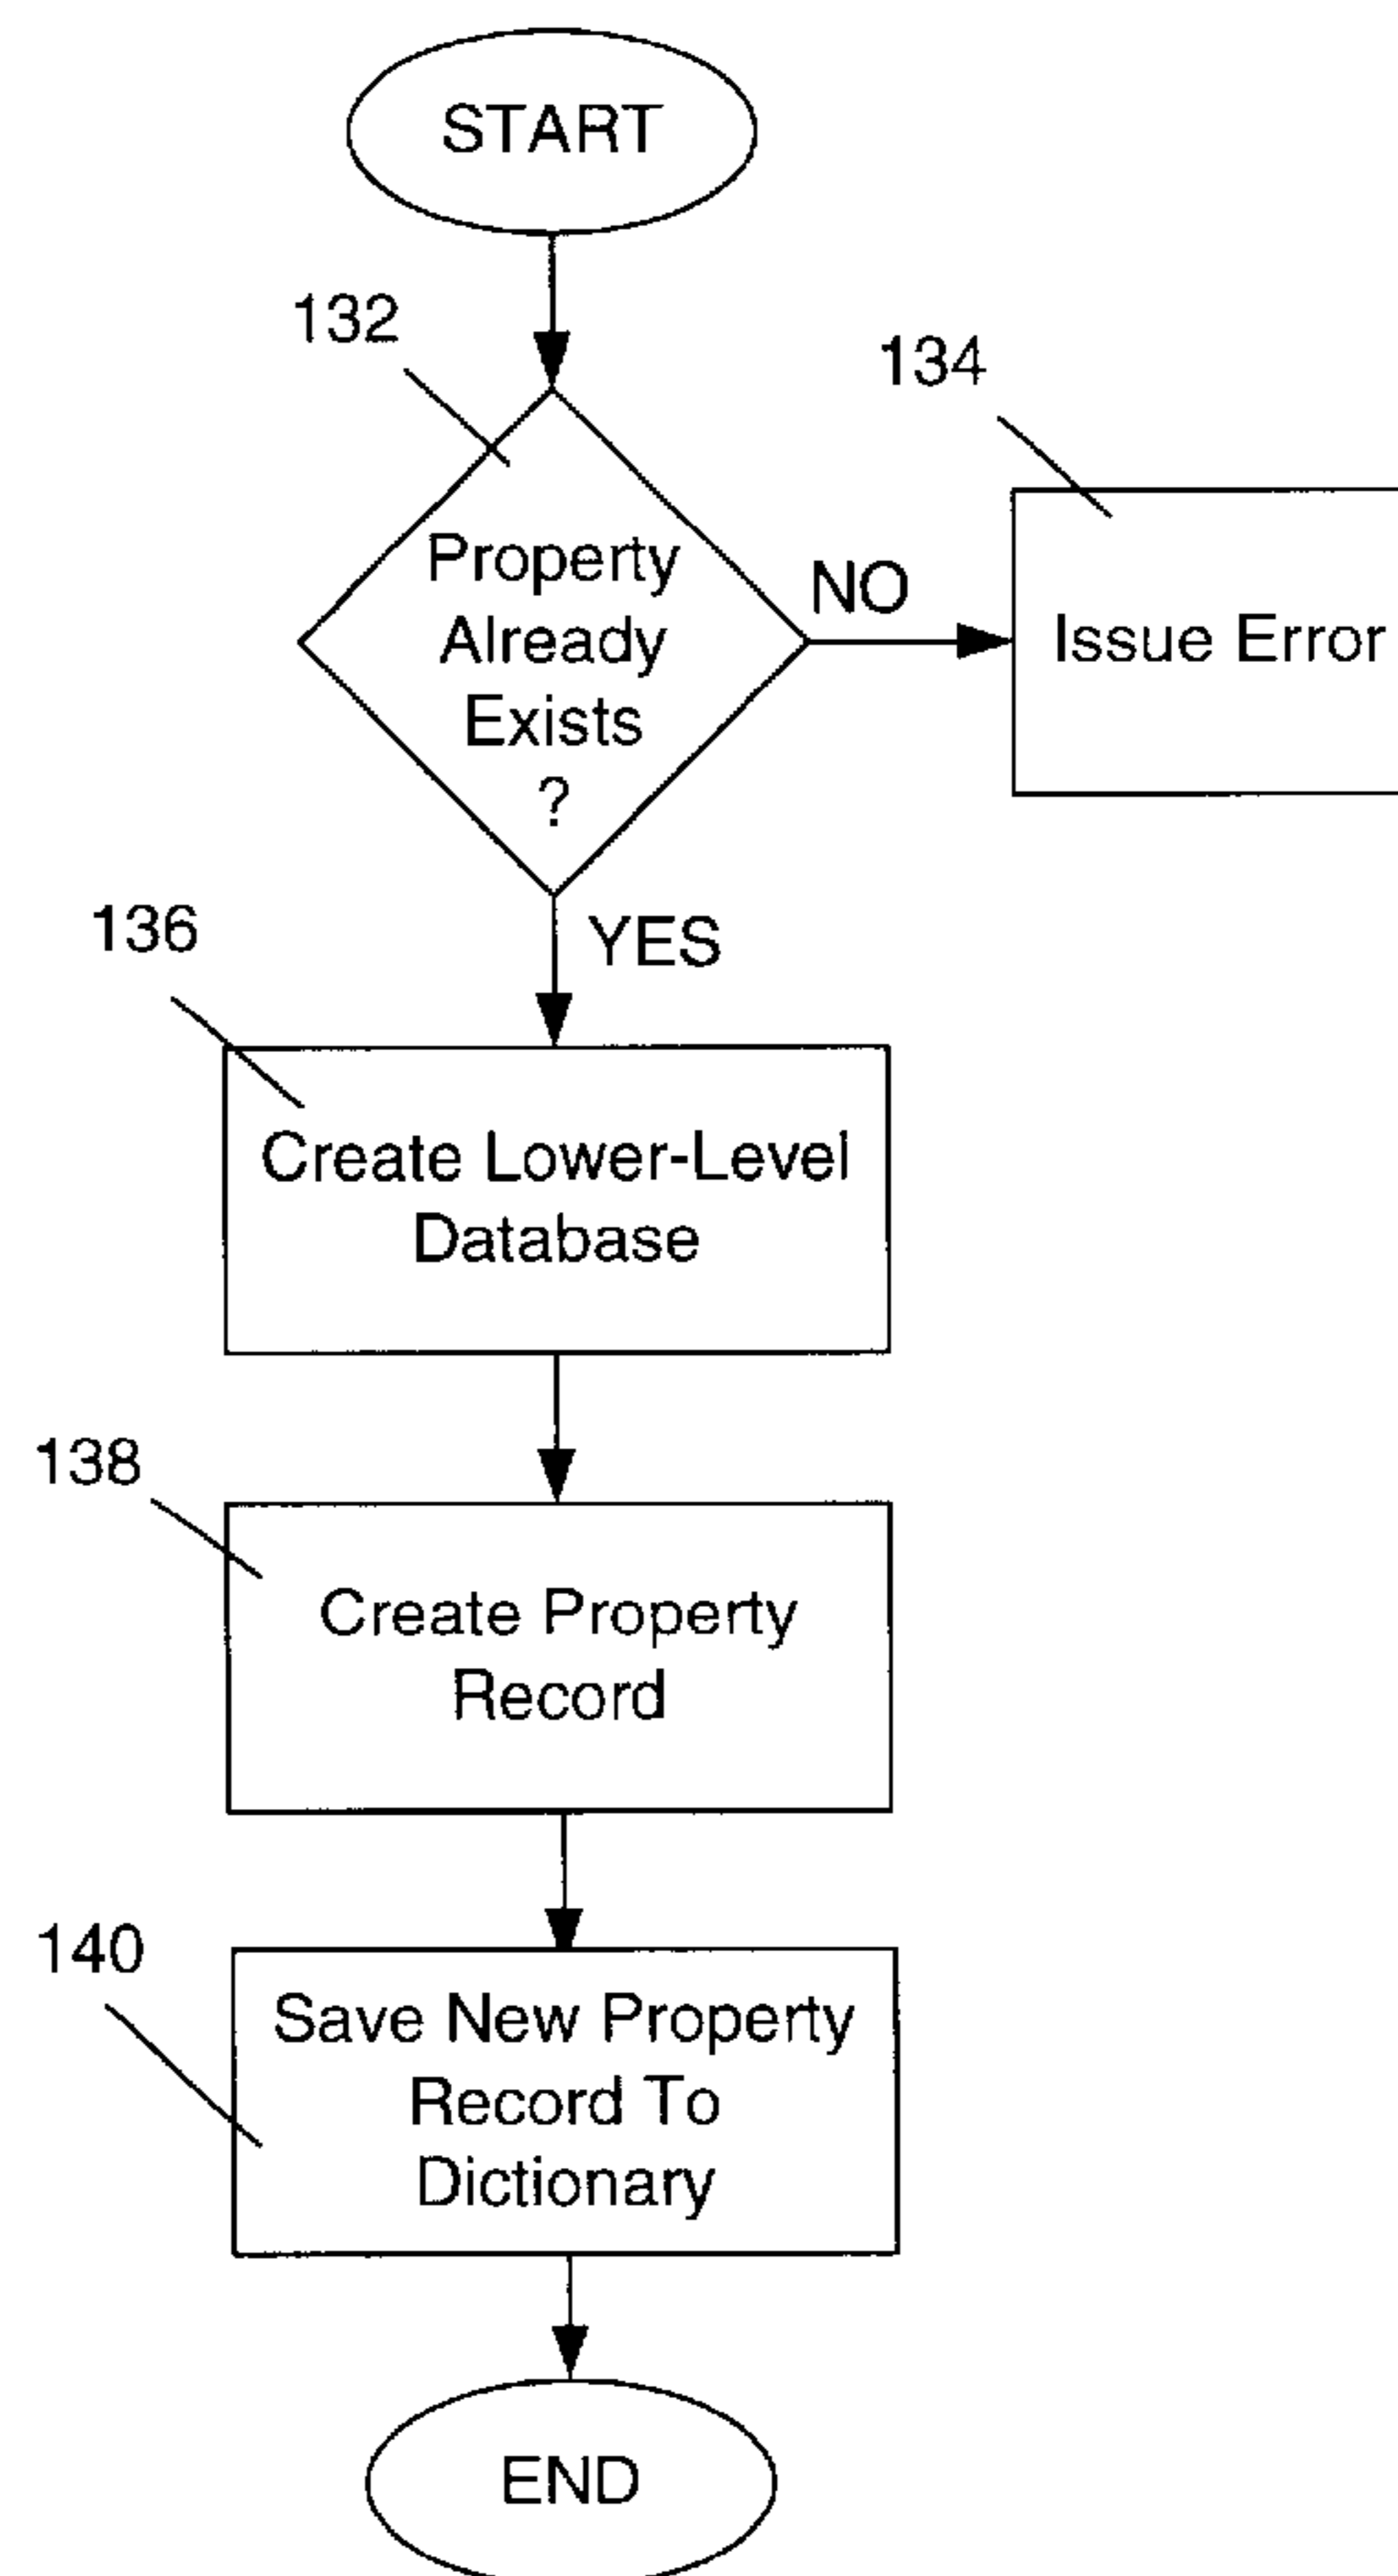 START
132
134
Property
Already
Exists
?
NO
Issue Error
YES
136
Create Lower-Level
Database
138
Create Property
Record
140
Save New Property
Record To
Dictionary
END